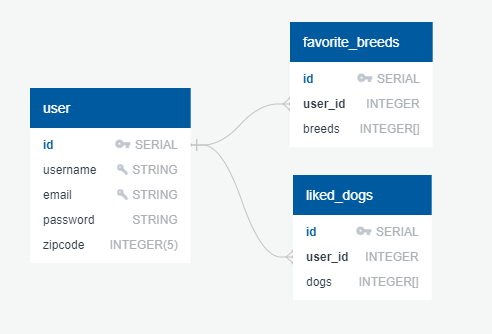 favorite_breeds
id SERIAL
user_id INTEGER
breeds INTEGER[]
user
id SERIAL
username STRING
email STRING
password STRING
zipcode INTEGER(5)
liked_dogs
id SERIAL
user_id INTEGER
dogs INTEGER[]